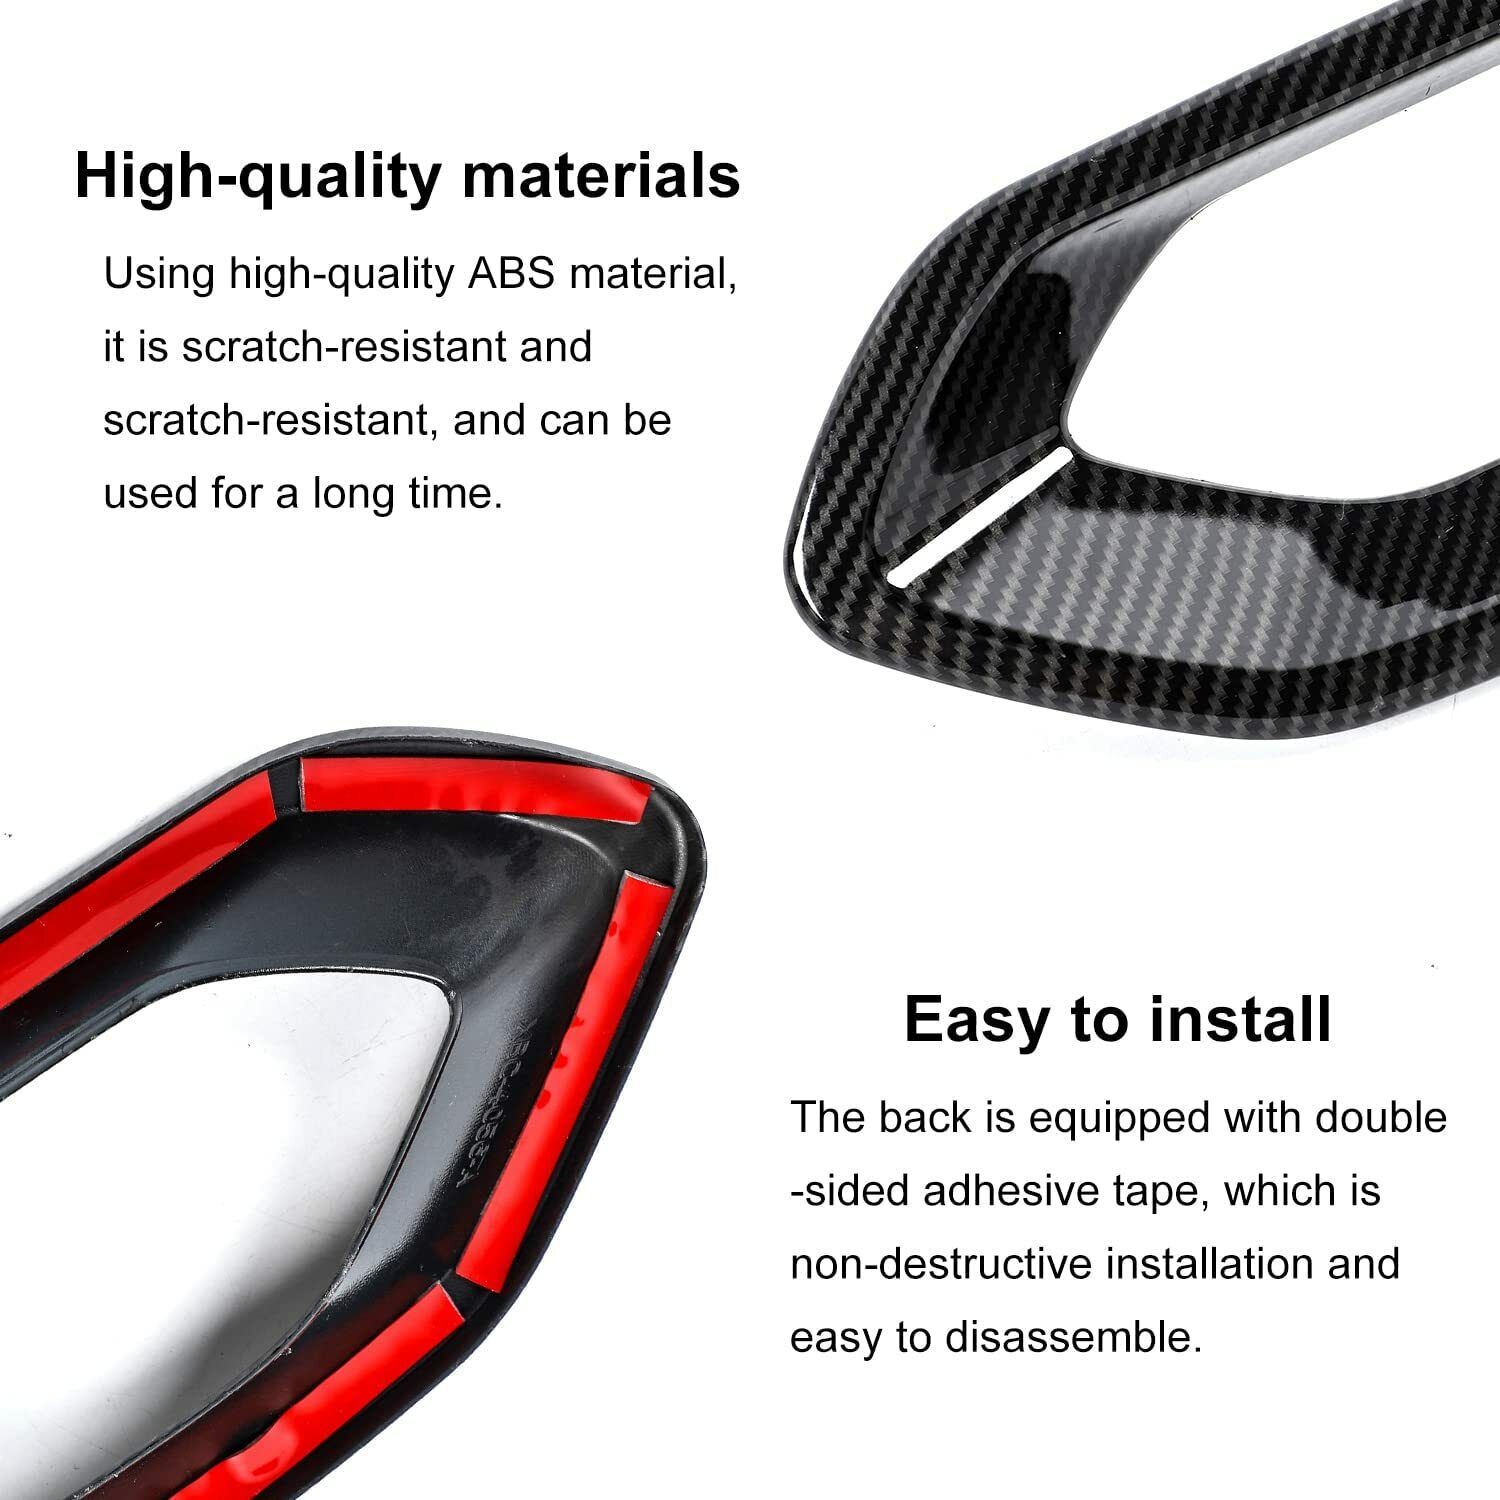 High-quality materials
Using high-quality ABS material,
it is scratch-resistant and
scratch-resistant, and can be
used for a long time.
Easy to install
The back is equipped with double
-sided adhesive tape, which is
non-destructive installation and
easy to disassemble.